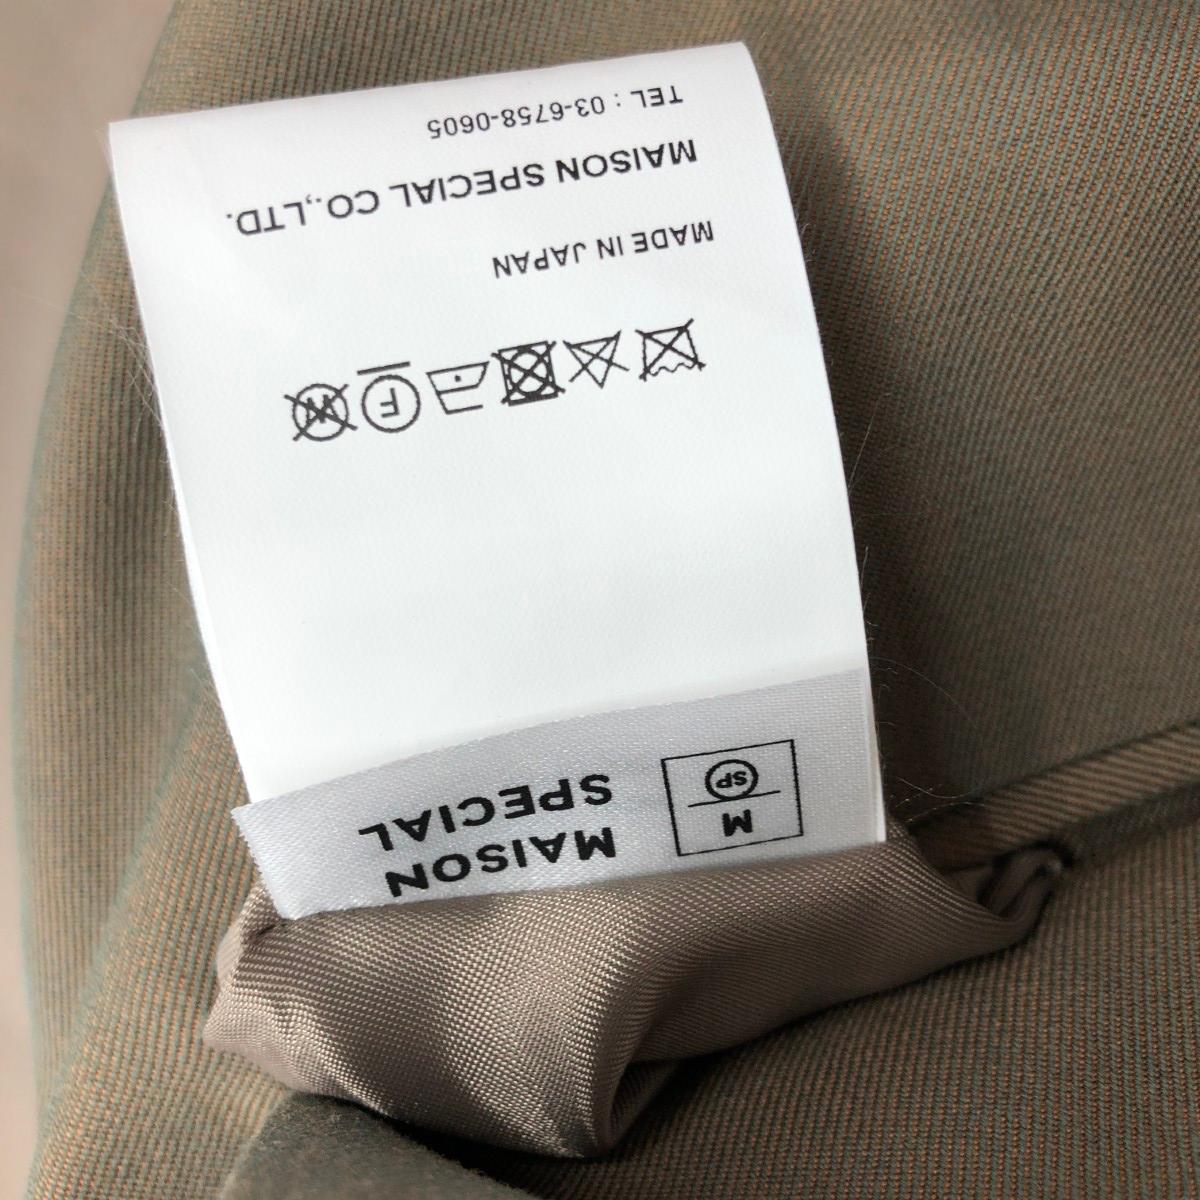 M
SP
MAISON
SPECIAL
W
F
MADE IN JAPAN
MAISON SPECIAL CO.,LTD.
TEL : 03-6758-0605